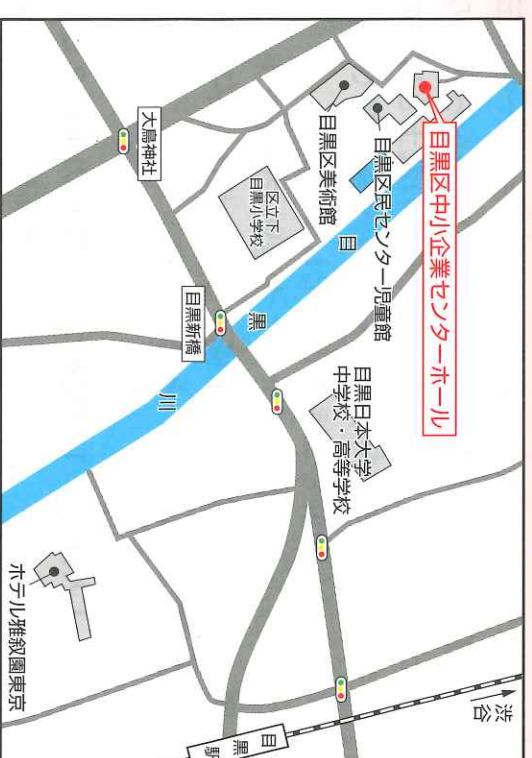 目黒区中小企業センターホール
目黒区民センター児童館
目黒区美術館
区立下
目黒小学校
大鳥神社
目黒新橋
目黒川
目黒日本大学
中学校・高等学校
ホテル雅叙園東京
渋谷
目黒駅